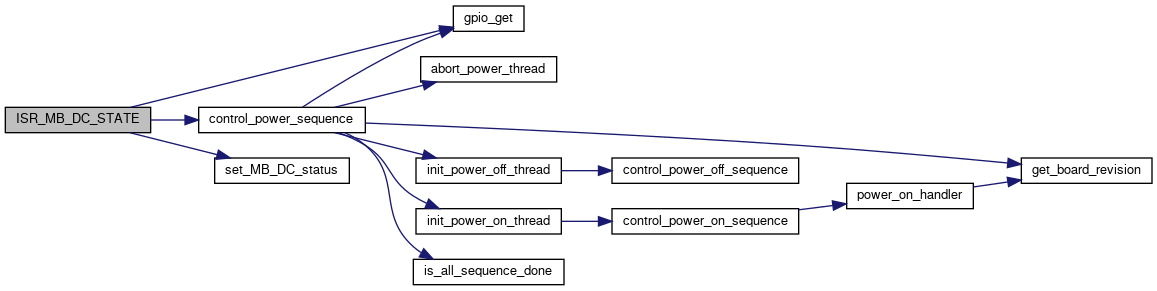 gpio_get
abort_power_thread
ISR_MB_DC_STATE
control_power_sequence
set_MB_DC_status
init_power_off_thread
control_power_off_sequence
get_board_revision
power_on_handler
init_power_on_thread
control_power_on_sequence
is_all_sequence_done